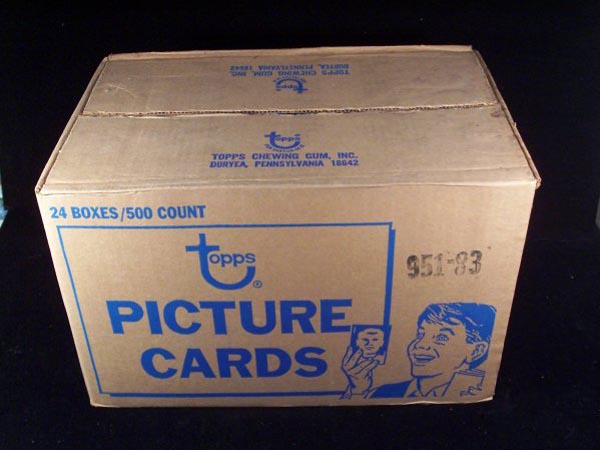 TOPPS CHEWING GUM, INC.
DURYEA, PENNSYLVANIA 18642
topps
topps
TOPPS CHEWING GUM, INC.
DURYEA, PENNSYLVANIA 18642
24 BOXES/500 COUNT
topps®
PICTURE
CARDS
951-83